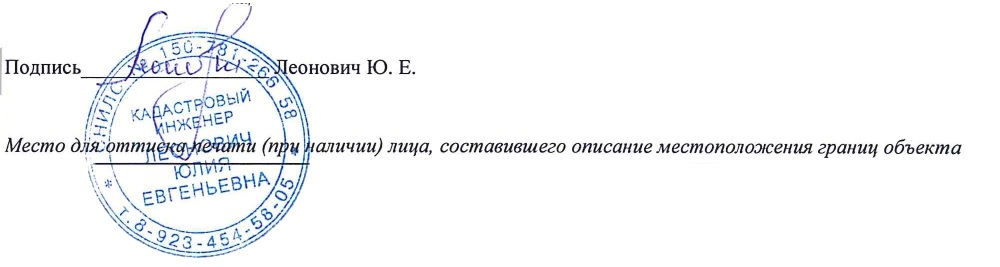 Подпись Леонович Ю. Е.
СНИЛС 150-781-266 58
КАДАСТРОВЫЙ
ИНЖЕНЕР
ЛЕОНОВИЧ
ЮЛИЯ
ЕВГЕНЬЕВНА
* т.8-923-454-58-05 *
Место для оттиска печати (при наличии) лица, составившего описание местоположения границ объекта